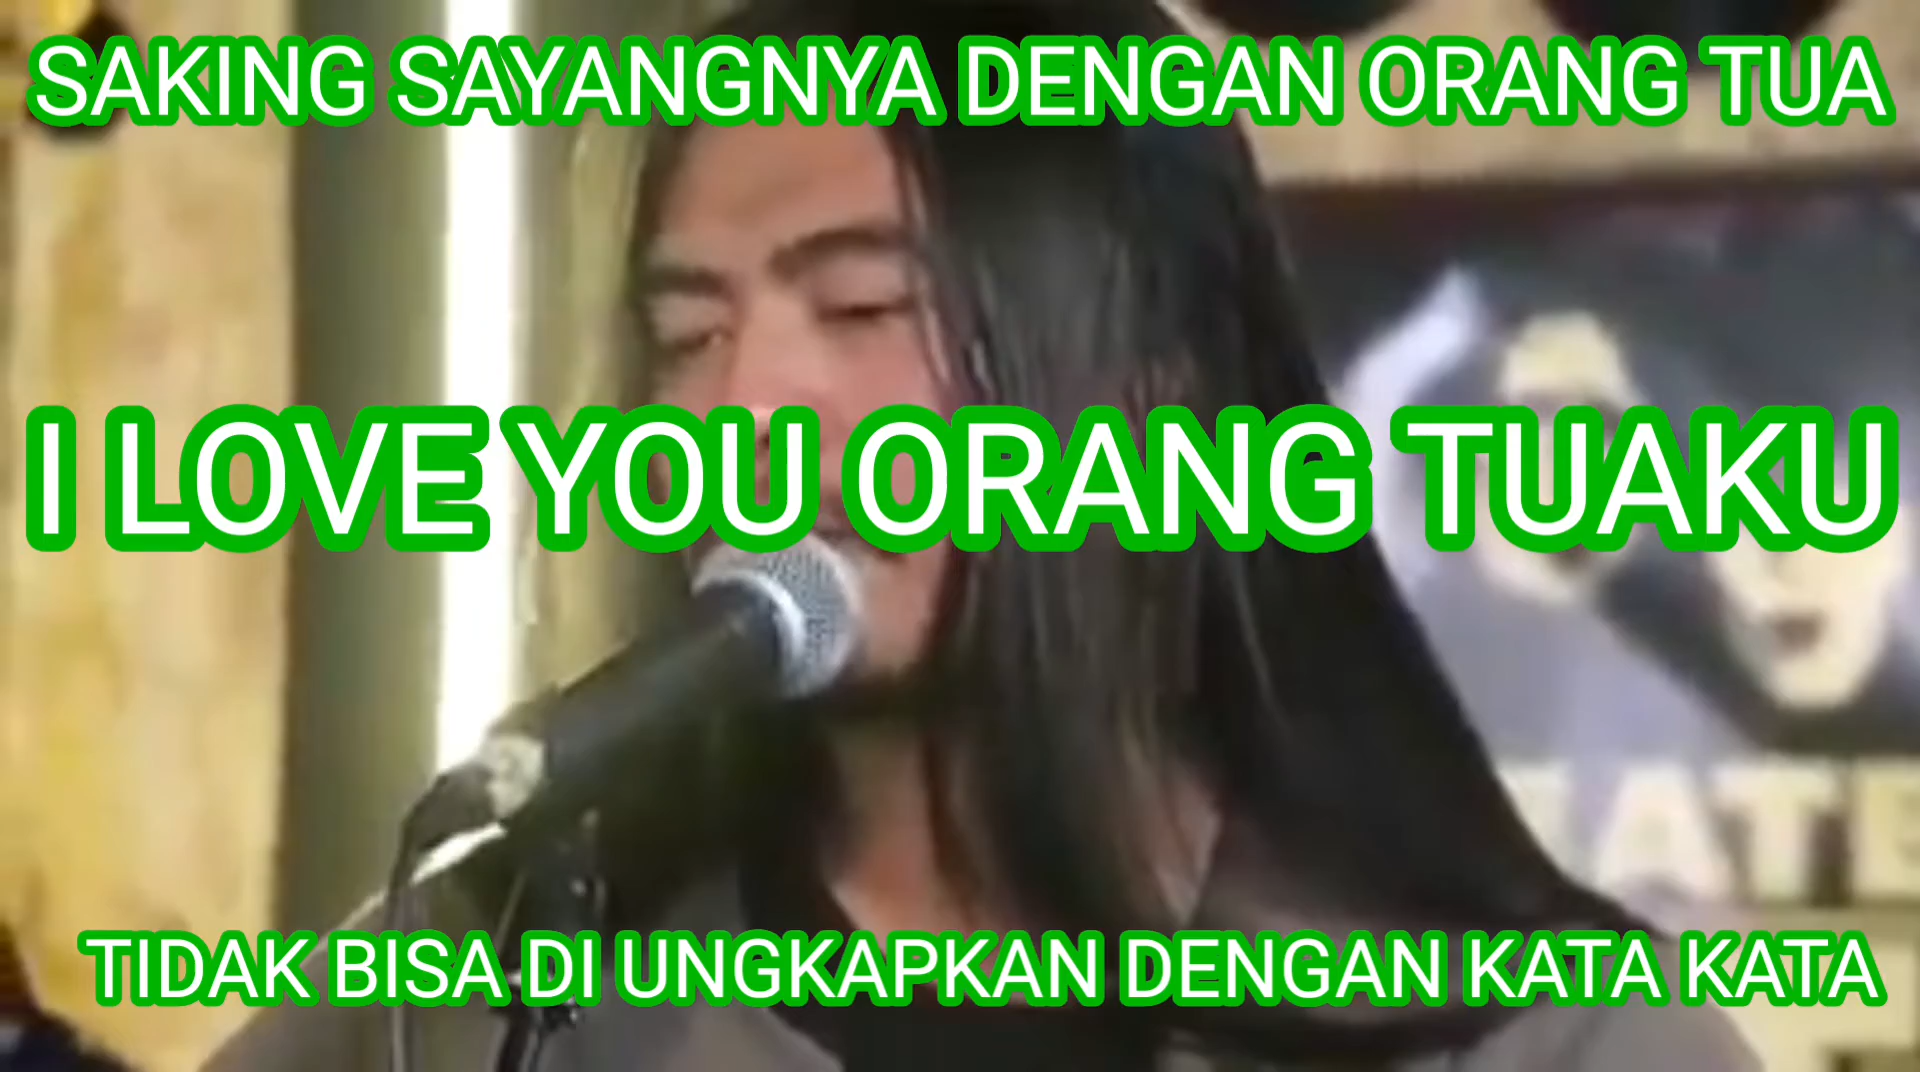 SAKING SAYANGNYA DENGAN ORANG TUA
I LOVE YOU ORANG TUAKU
TIDAK BISA DI UNGKAPKAN DENGAN KATA KATA